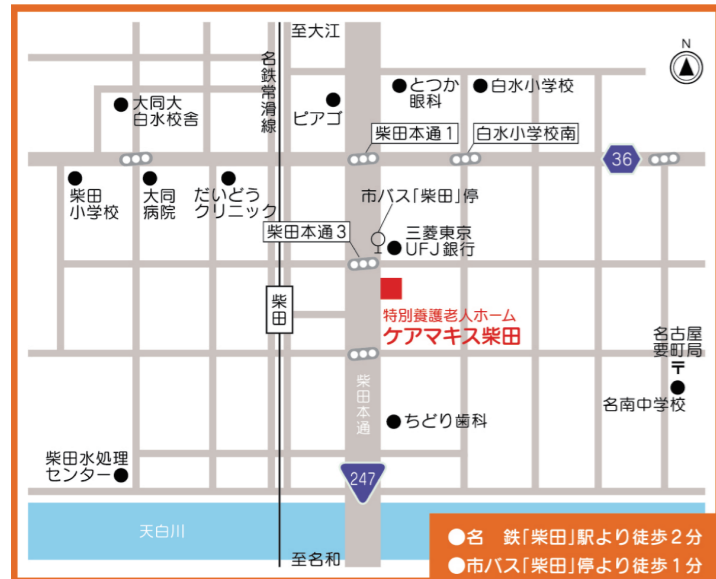 至大江
N
名鉄常滑線
大同大
白水校舎
ピアゴ
とつか
眼科
白水小学校
柴田本通1
白水小学校南
36
柴田
小学校
大同
病院
だいどう
クリニック
市バス「柴田」停
柴田本通3
三菱東京
UFJ銀行
柴田
特別養護老人ホーム
ケアマキス柴田
名古屋
要町局
〒
名南中学校
柴田本通
ちどり歯科
柴田水処理
センター
247
天白川
至名和
●名 鉄「柴田」駅より徒歩2分
●市バス「柴田」停より徒歩1分